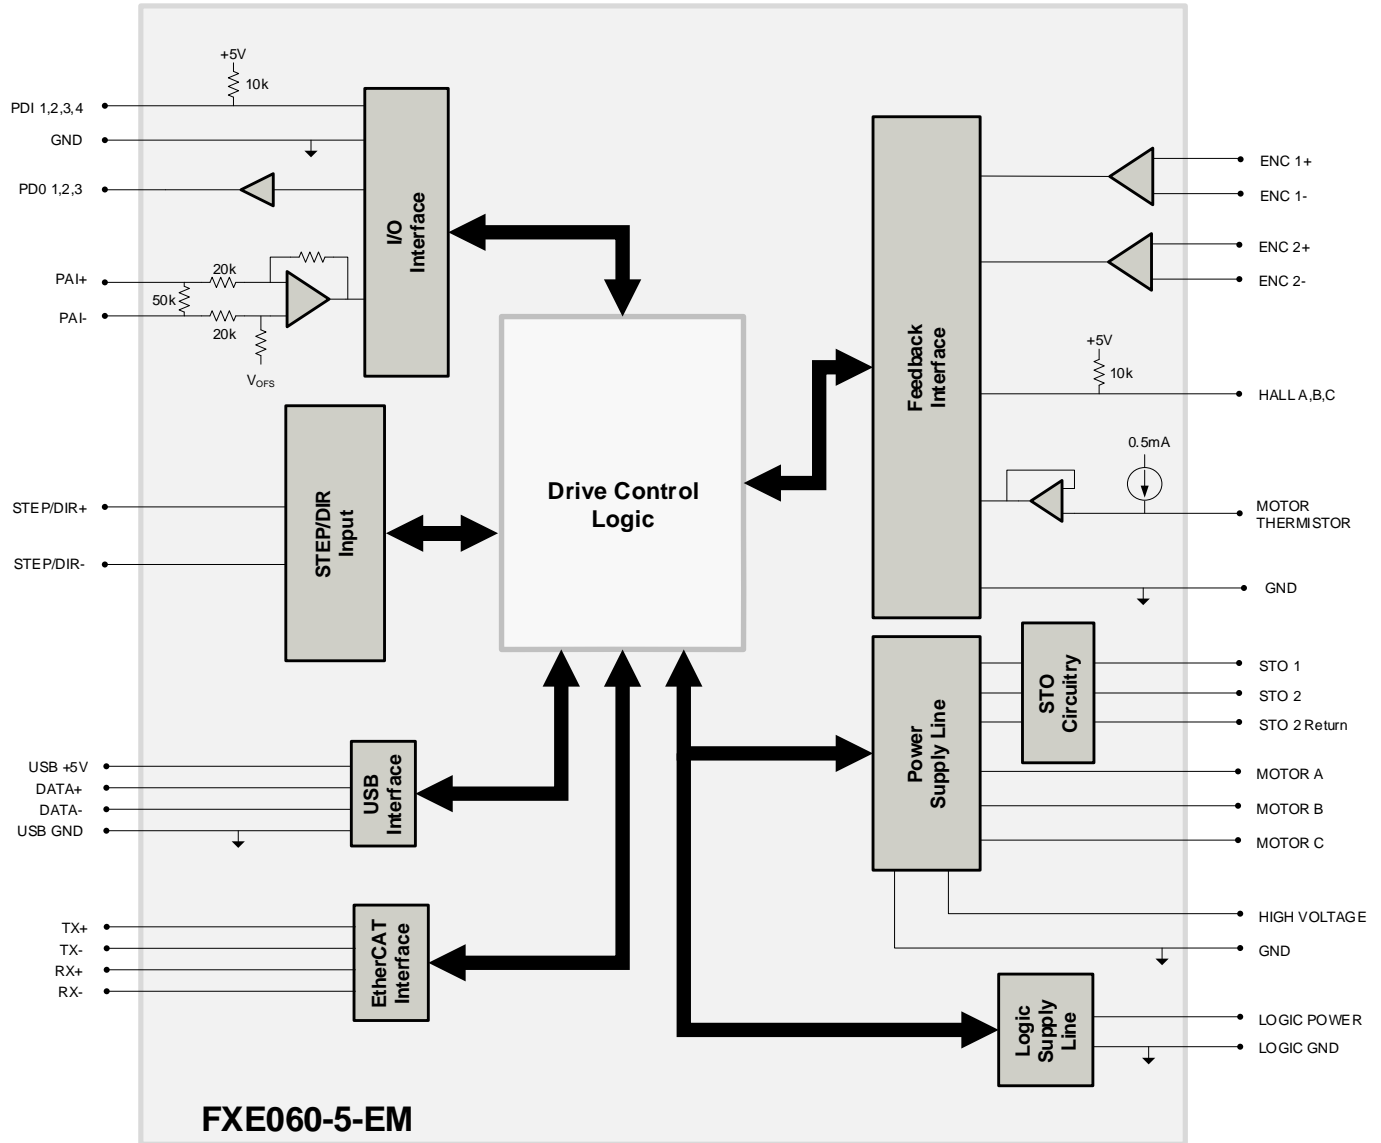 +5V
10k
PDI 1,2,3,4
GND
PD0 1,2,3
PAI+
PAI-
20k
50k
20k
VOFS
I/O
Interface
STEP/DIR+
STEP/DIR-
STEP/DIR
Input
Drive Control
Logic
Feedback
Interface
ENC 1+
ENC 1-
ENC 2+
ENC 2-
+5V
10k
HALL A,B,C
0.5mA
MOTOR
THERMISTOR
GND
Power
Supply Line
STO
Circuitry
STO 1
STO 2
STO 2 Return
MOTOR A
MOTOR B
MOTOR C
HIGH VOLTAGE
GND
USB +5V
DATA+
DATA-
USB GND
USB
Interface
TX+
TX-
RX+
RX-
EtherCAT
Interface
Logic
Supply
Line
LOGIC POWER
LOGIC GND
FXE060-5-EM